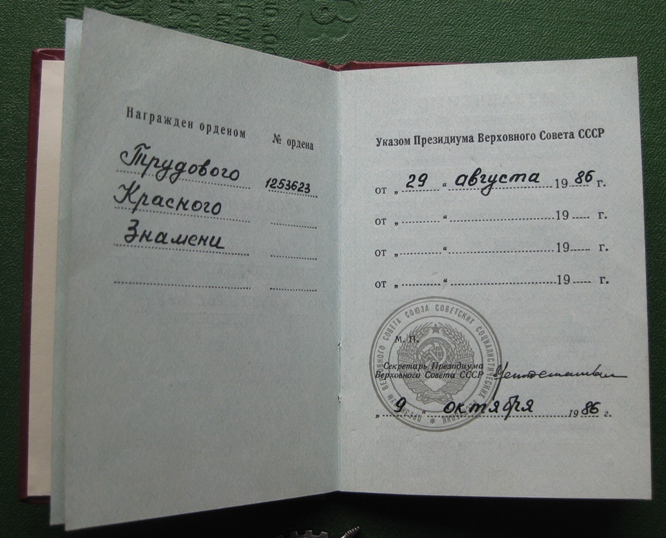 Награжден орденом № ордена
Трудового 1253623
Красного
Знамени
Указом Президиума Верховного Совета СССР
от „ 29 “ августа 1986 г.
от „ “ 19 г.
от „ “ 19 г.
от „ “ 19 г.
М. П.
Секретарь Президиума
Верховного Совета СССР
„ 9 “ октября 1986 г.